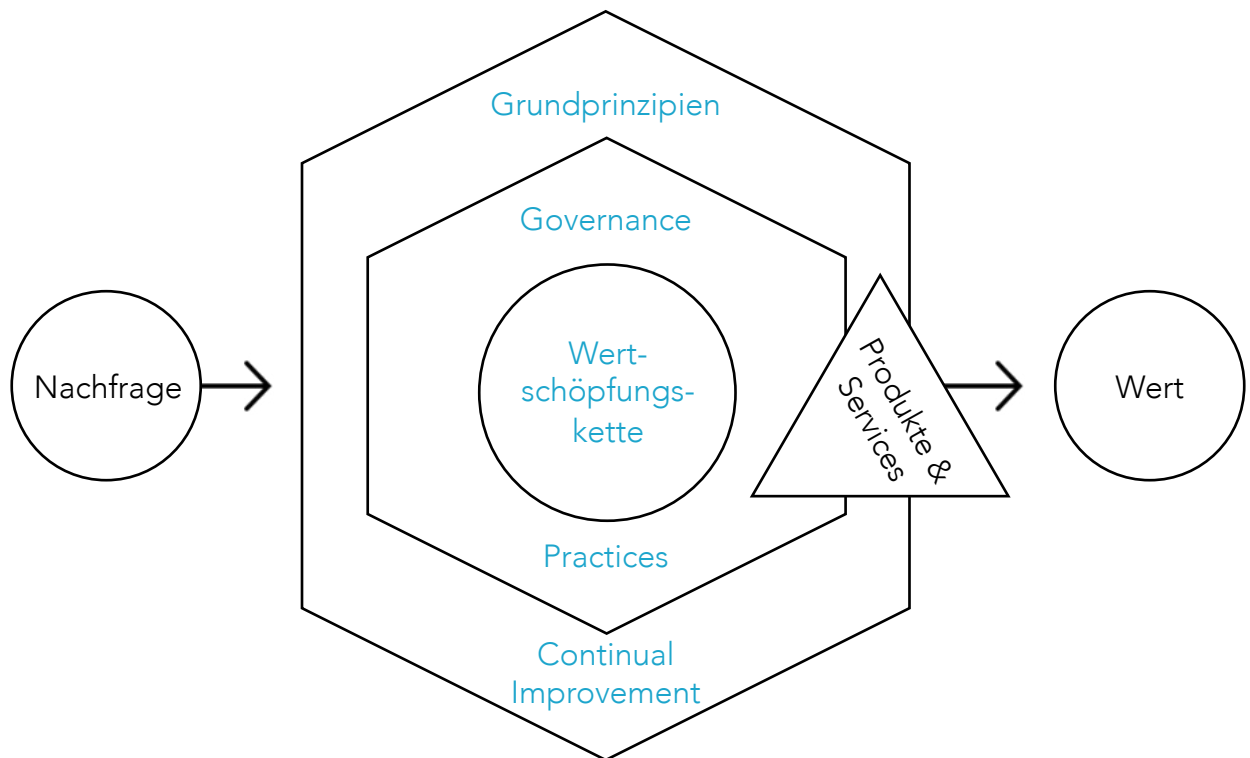 Grundprinzipien
Governance
Nachfrage
Wert-
schöpfungs-
kette
Produkte &
Services
Wert
Practices
Continual
Improvement